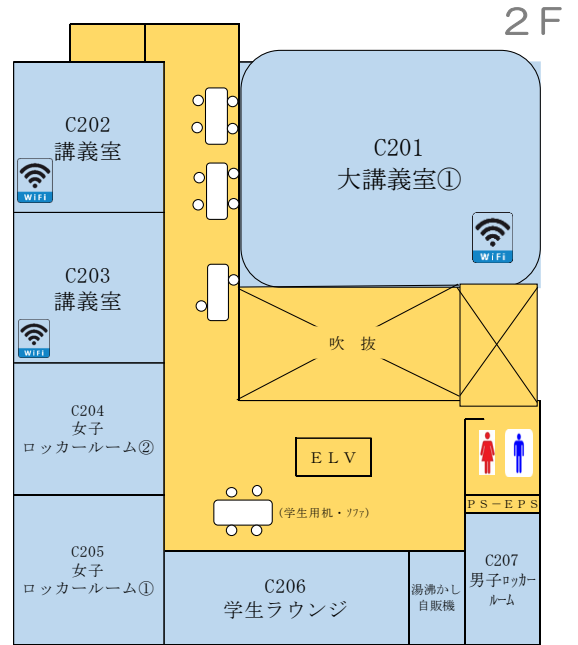 ２Ｆ
C202
講義室
WiFi
C201
大講義室①
WiFi
C203
講義室
WiFi
吹　抜
C204
女子
ロッカールーム②
ＥＬＶ
(学生用机・ｿﾌｧ)
ＰＳ－ＥＰＳ
C205
女子
ロッカールーム①
C206
学生ラウンジ
湯沸かし
自販機
C207
男子ﾛｯｶｰ
ﾙｰﾑ